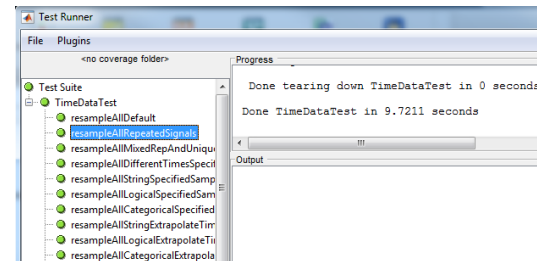 Test Runner
File Plugins
<no coverage folder>
Test Suite
TimeDataTest
resampleAllDefault
resampleAllRepeatedSignals
resampleAllMixedRepAndUniqu
resampleAllDifferentTimesSpecif
resampleAllStringSpecifiedSamp
resampleAllLogicalSpecifiedSam
resampleAllCategoricalSpecified
resampleAllStringExtrapolateTim
resampleAllLogicalExtrapolateTi
resampleAllCategoricalExtrapola
Progress
Done tearing down TimeDataTest in 0 seconds
Done TimeDataTest in 9.7211 seconds
Output